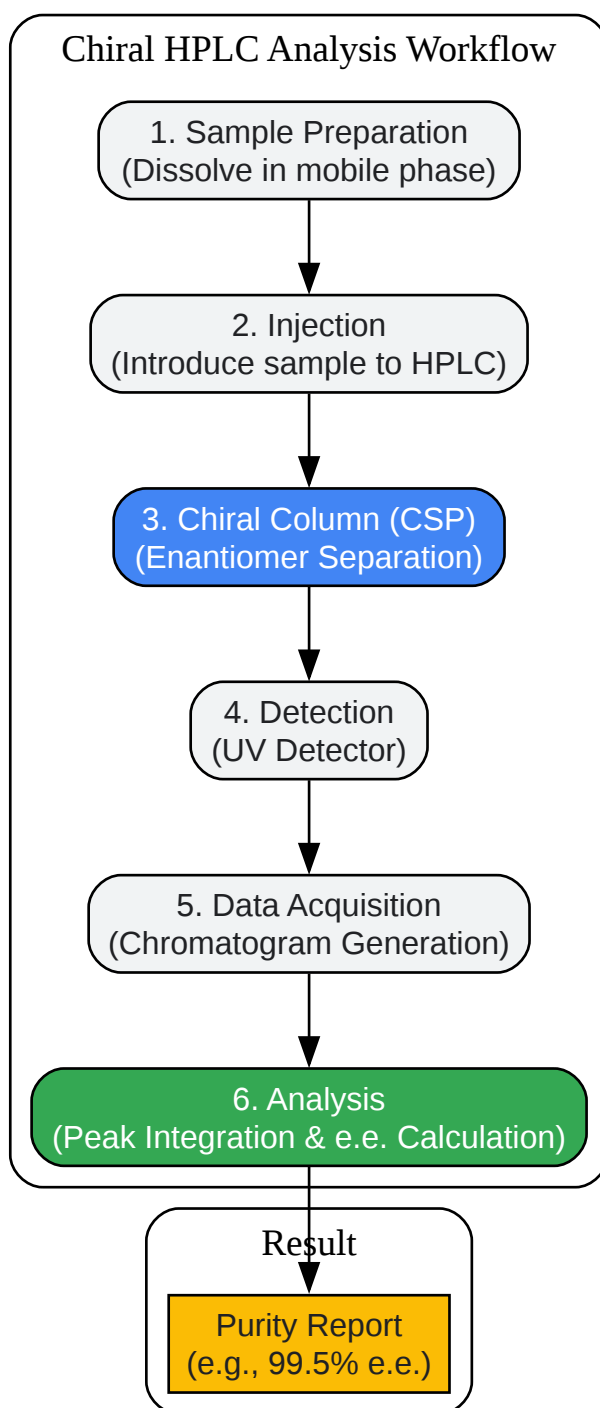 Chiral HPLC Analysis Workflow
1. Sample Preparation
(Dissolve in mobile phase)
2. Injection
(Introduce sample to HPLC)
3. Chiral Column (CSP)
(Enantiomer Separation)
4. Detection
(UV Detector)
5. Data Acquisition
(Chromatogram Generation)
6. Analysis
(Peak Integration & e.e. Calculation)
Result
Purity Report
(e.g., 99.5% e.e.)